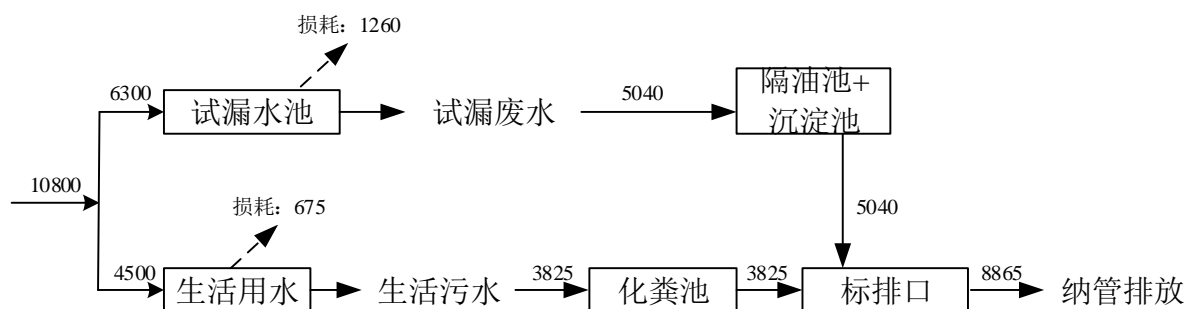 损耗：1260
6300
试漏水池
试漏废水
5040
隔油池+
沉淀池
10800
损耗：675
5040
4500
生活用水
生活污水
3825
化粪池
3825
标排口
8865
纳管排放